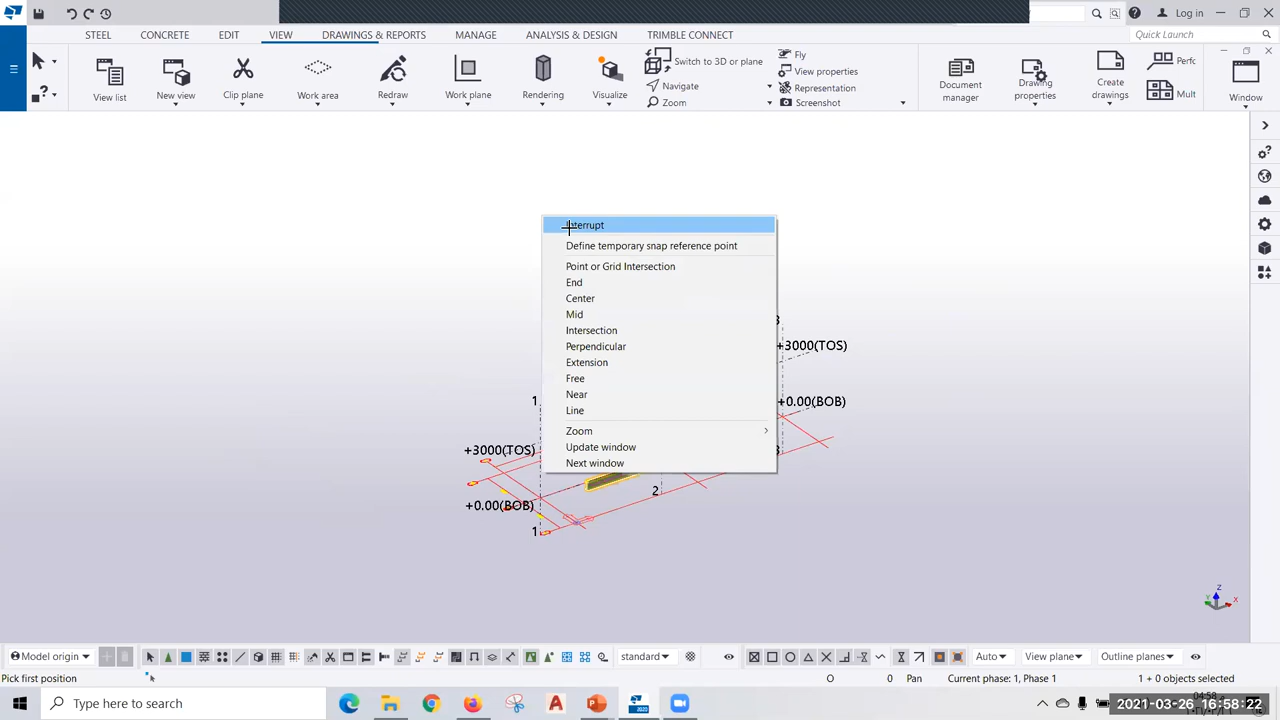 Log in
STEEL CONCRETE EDIT VIEW DRAWINGS & REPORTS MANAGE ANALYSIS & DESIGN TRIMBLE CONNECT Quick Launch
View list
New view
Clip plane
Work area
Redraw
Work plane
Rendering
Visualize
Switch to 3D or plane
Navigate
Zoom
Fly
View properties
Representation
Screenshot
Document
manager
Drawing
properties
Create
drawings
Perfc
Mult
Window
Interrupt
Define temporary snap reference point
Point or Grid Intersection
End
Center
Mid
Intersection
Perpendicular
Extension
Free
Near
Line
Zoom
Update window
Next window
3
+3000(TOS)
1
+0.00(BOB)
+3000(TOS)
3
2
+0.00(BOB)
1
Z
X
Model origin standard Auto View plane Outline planes
Pick first position O 0 Pan Current phase: 1, Phase 1 1 + 0 objects selected
Type here to search
04:58
2021-03-26 16:58:22